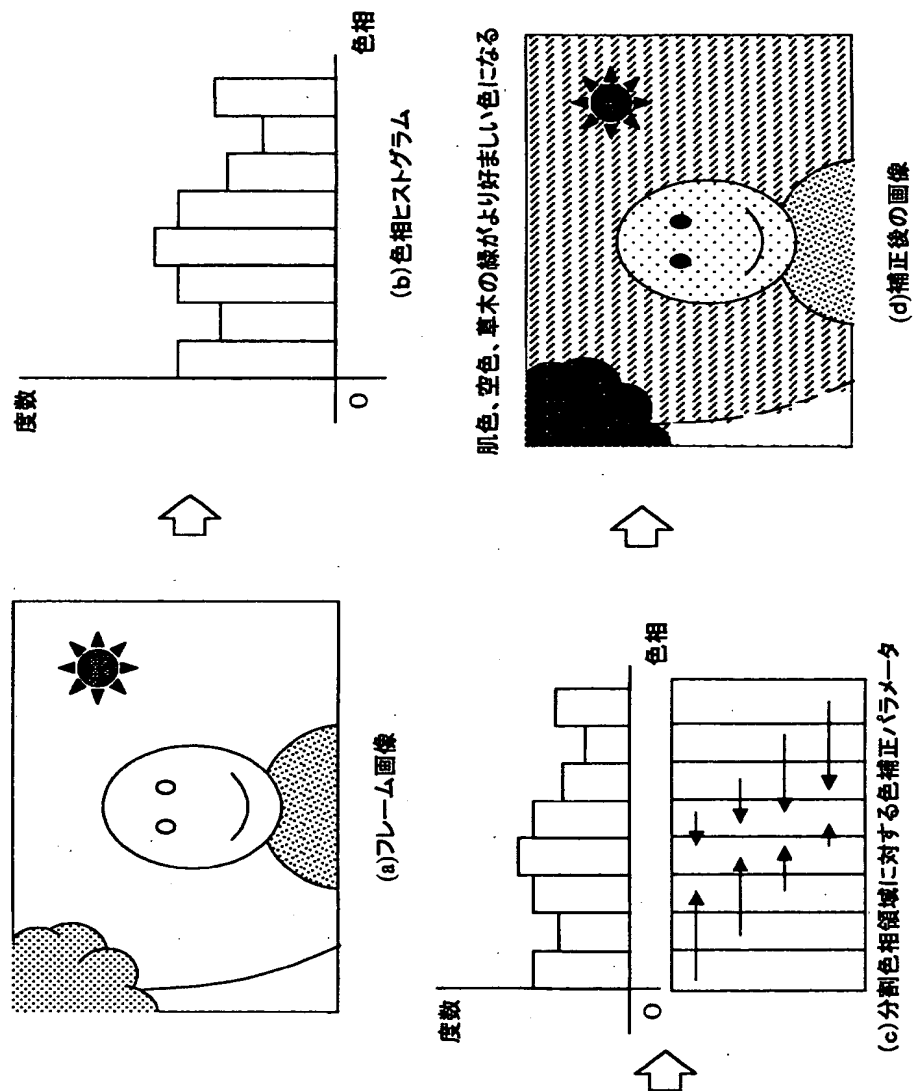 (a)フレーム画像
度数
0
色相
(b)色相ヒストグラム
度数
0
色相
(c)分割色相領域に対する色補正パラメータ
肌色、空色、草木の緑がより好ましい色になる
(d)補正後の画像